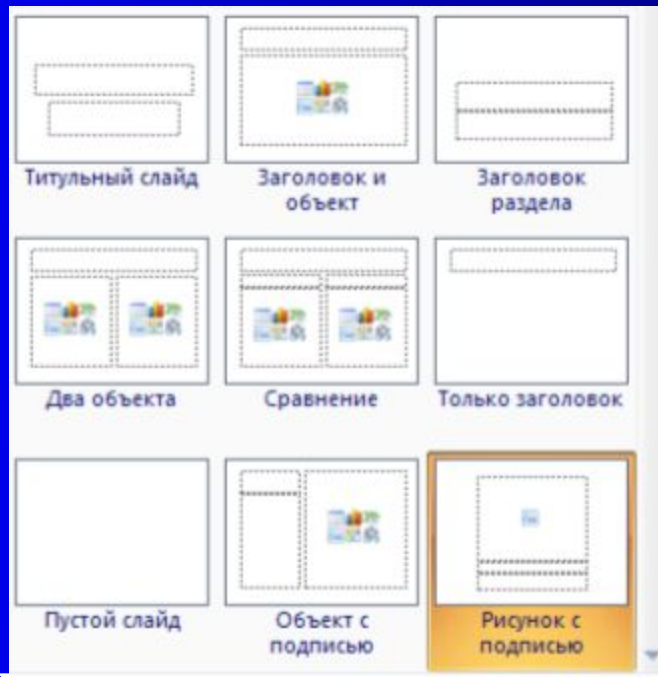 Титульный слайд
Заголовок и
объект
Заголовок
раздела
Два объекта
Сравнение
Только заголовок
Пустой слайд
Объект с
подписью
Рисунок с
подписью